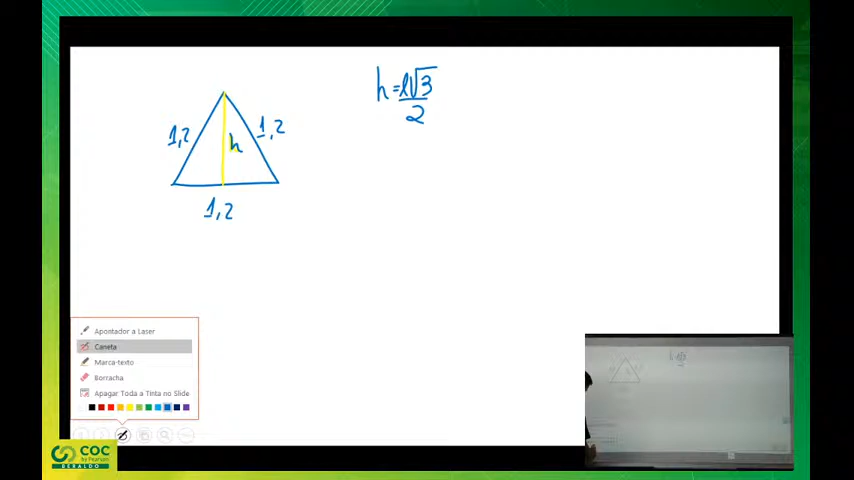 h = l√3
2
1,2
1,2
h
1,2
Apontador a Laser
Caneta
Marca-texto
Borracha
Apagar Toda a Tinta no Slide
COC
by Pearson
BERALDO